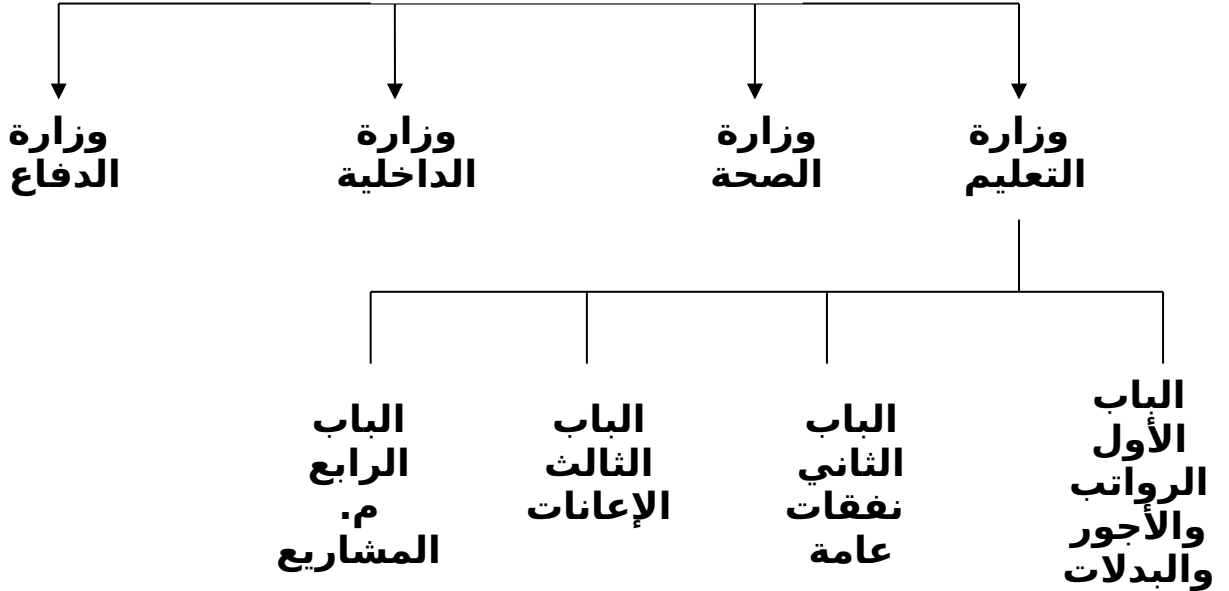 وزارة
التعليم
وزارة
الصحة
وزارة
الداخلية
وزارة
الدفاع
الباب
الأول
الرواتب
والأجور
والبدلات
الباب
الثاني
نفقات
عامة
الباب
الثالث
الإعانات
الباب
الرابع
م.
المشاريع